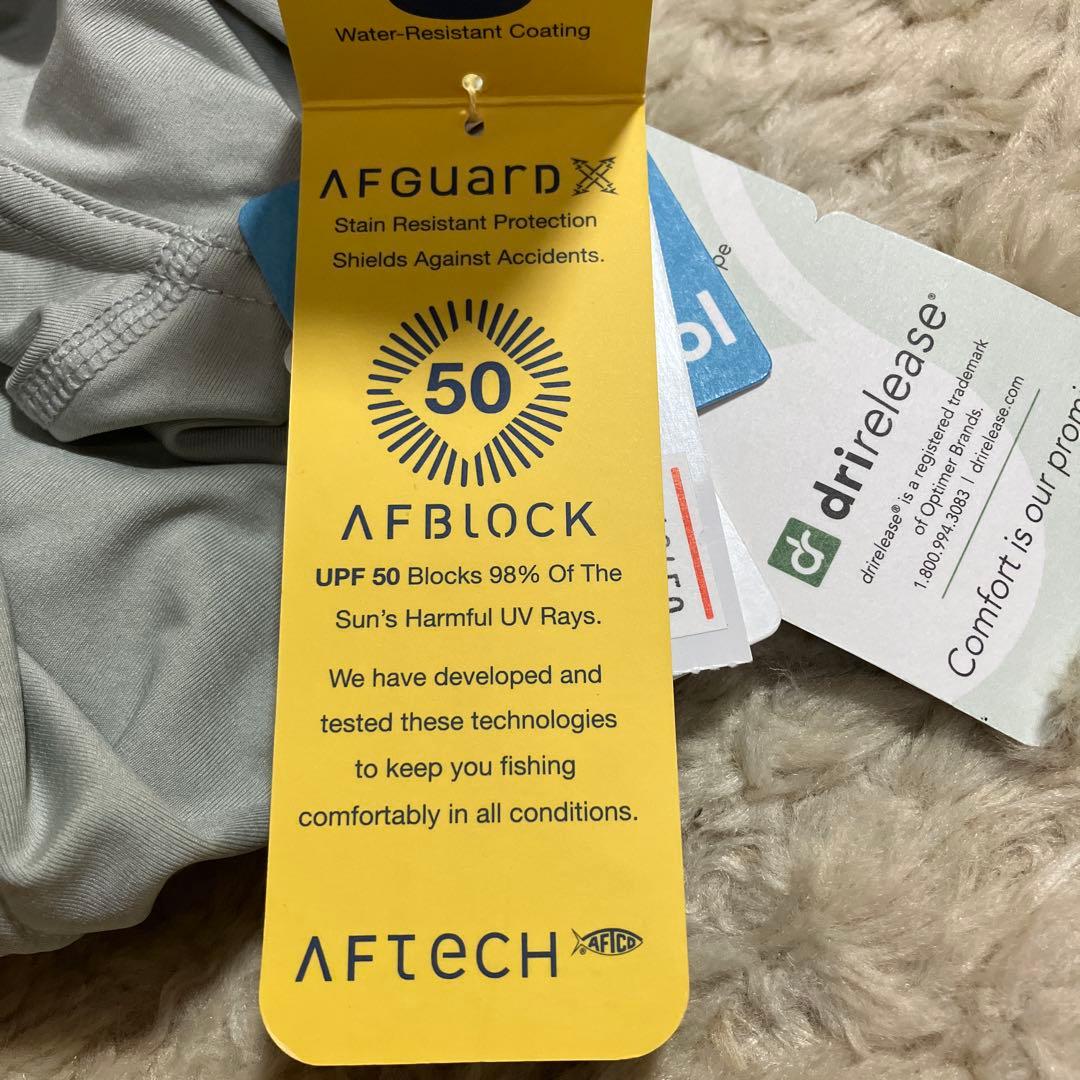 Water-Resistant Coating
AFGUARD
Stain Resistant Protection
Shields Against Accidents.
50
AFBLOCK
UPF 50 Blocks 98% Of The
Sun's Harmful UV Rays.
We have developed and
tested these technologies
to keep you fishing
comfortably in all conditions.
AFTECH AFTCO
ol
pe
dr drirelease®
drirelease® is a registered trademark
of Optimer Brands.
1.800.994.3083 | drirelease.com
Comfort is our promi